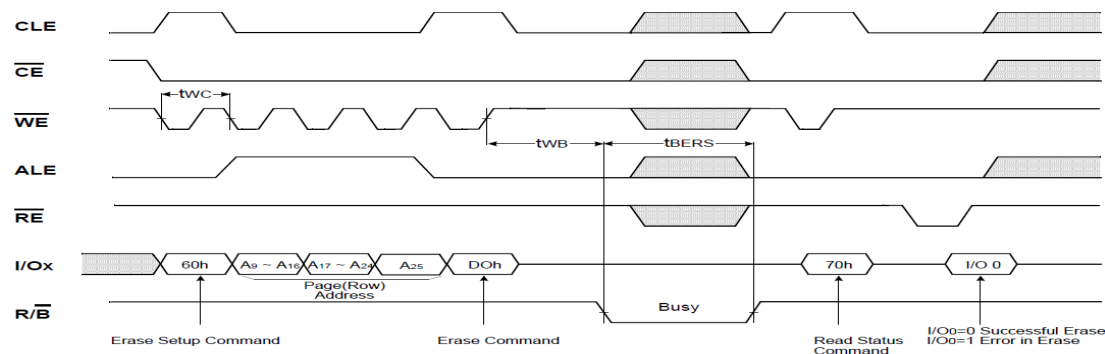 CLE
CE
tWC
WE
tWB
tBERS
ALE
RE
I/Ox
60h
A9 ~ A16
A17 ~ A24
A25
DOh
70h
I/O 0
Page(Row)
Address
R/B
Busy
Erase Setup Command
Erase Command
Read Status
Command
I/O0=0 Successful Erase
I/O0=1 Error in Erase